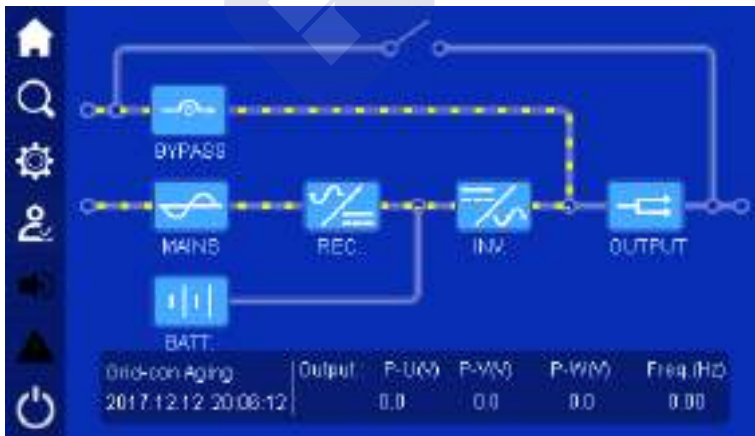 BYPASS
MAINS
REC.
INV.
OUTPUT
BATT.
Grid-con Aging
Output P-U(V) P-V(V) P-W(V) Freq.(Hz)
2017.12.12 20:06:12
0.0 0.0 0.0 0.00